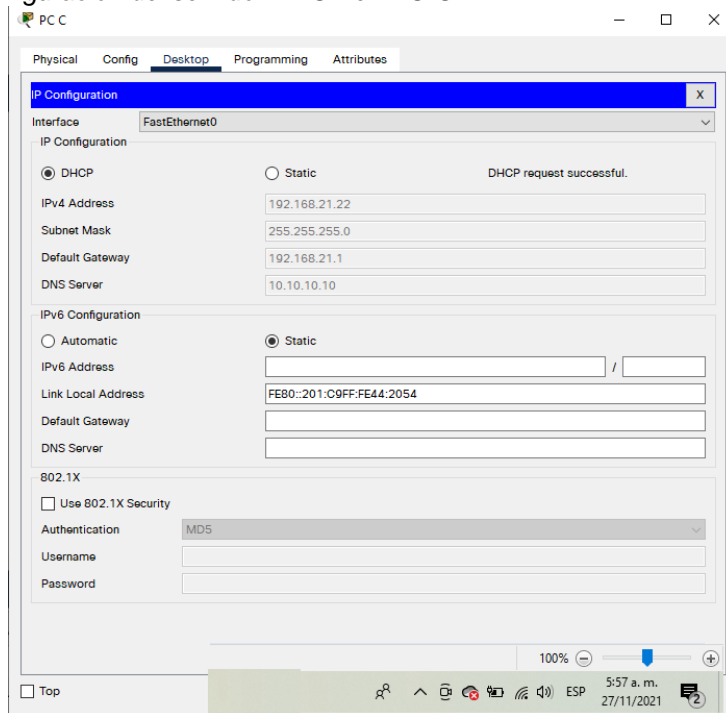 PC C
Physical Config Desktop Programming Attributes
IP Configuration X
Interface FastEthernet0
IP Configuration
DHCP Static DHCP request successful.
IPv4 Address 192.168.21.22
Subnet Mask 255.255.255.0
Default Gateway 192.168.21.1
DNS Server 10.10.10.10
IPv6 Configuration
Automatic Static
IPv6 Address /
Link Local Address FE80::201:C9FF:FE44:2054
Default Gateway
DNS Server
802.1X
Use 802.1X Security
Authentication MD5
Username
Password
100%
Top ESP 5:57 a. m.
27/11/2021 2